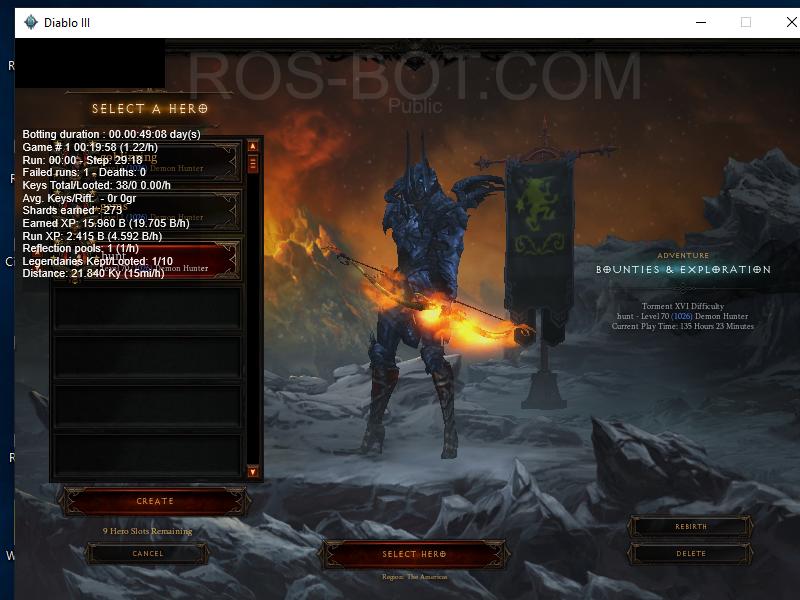 Diablo III
ROS-BOT.COM
Public
SELECT A HERO
Botting duration : 00.00:49:08 day(s)
Game # 1 00:19:58 (1.22/h)
Run: 00:00 - Step: 29:18
Failed runs: 1 - Deaths: 0
Demon Hunter
Keys Total/Looted: 38/0 0.00/h
Avg. Keys/Rift: - 0r 0gr
Shards earned : 273
Demon Hunter
Earned XP: 15.960 B (19.705 B/h)
Run XP: 2.415 B (4.592 B/h)
Reflection pools: 1 (1/h)
hunt
Legendaries Kept/Looted: 1/10
Demon Hunter
Distance: 21.840 Ky (15mi/h)
ADVENTURE
BOUNTIES & EXPLORATION
Torment XVI Difficulty
hunt - Level 70 (1026) Demon Hunter
Current Play Time: 135 Hours 23 Minutes
CREATE
9 Hero Slots Remaining
CANCEL
SELECT HERO
Region: The Americas
REBIRTH
DELETE